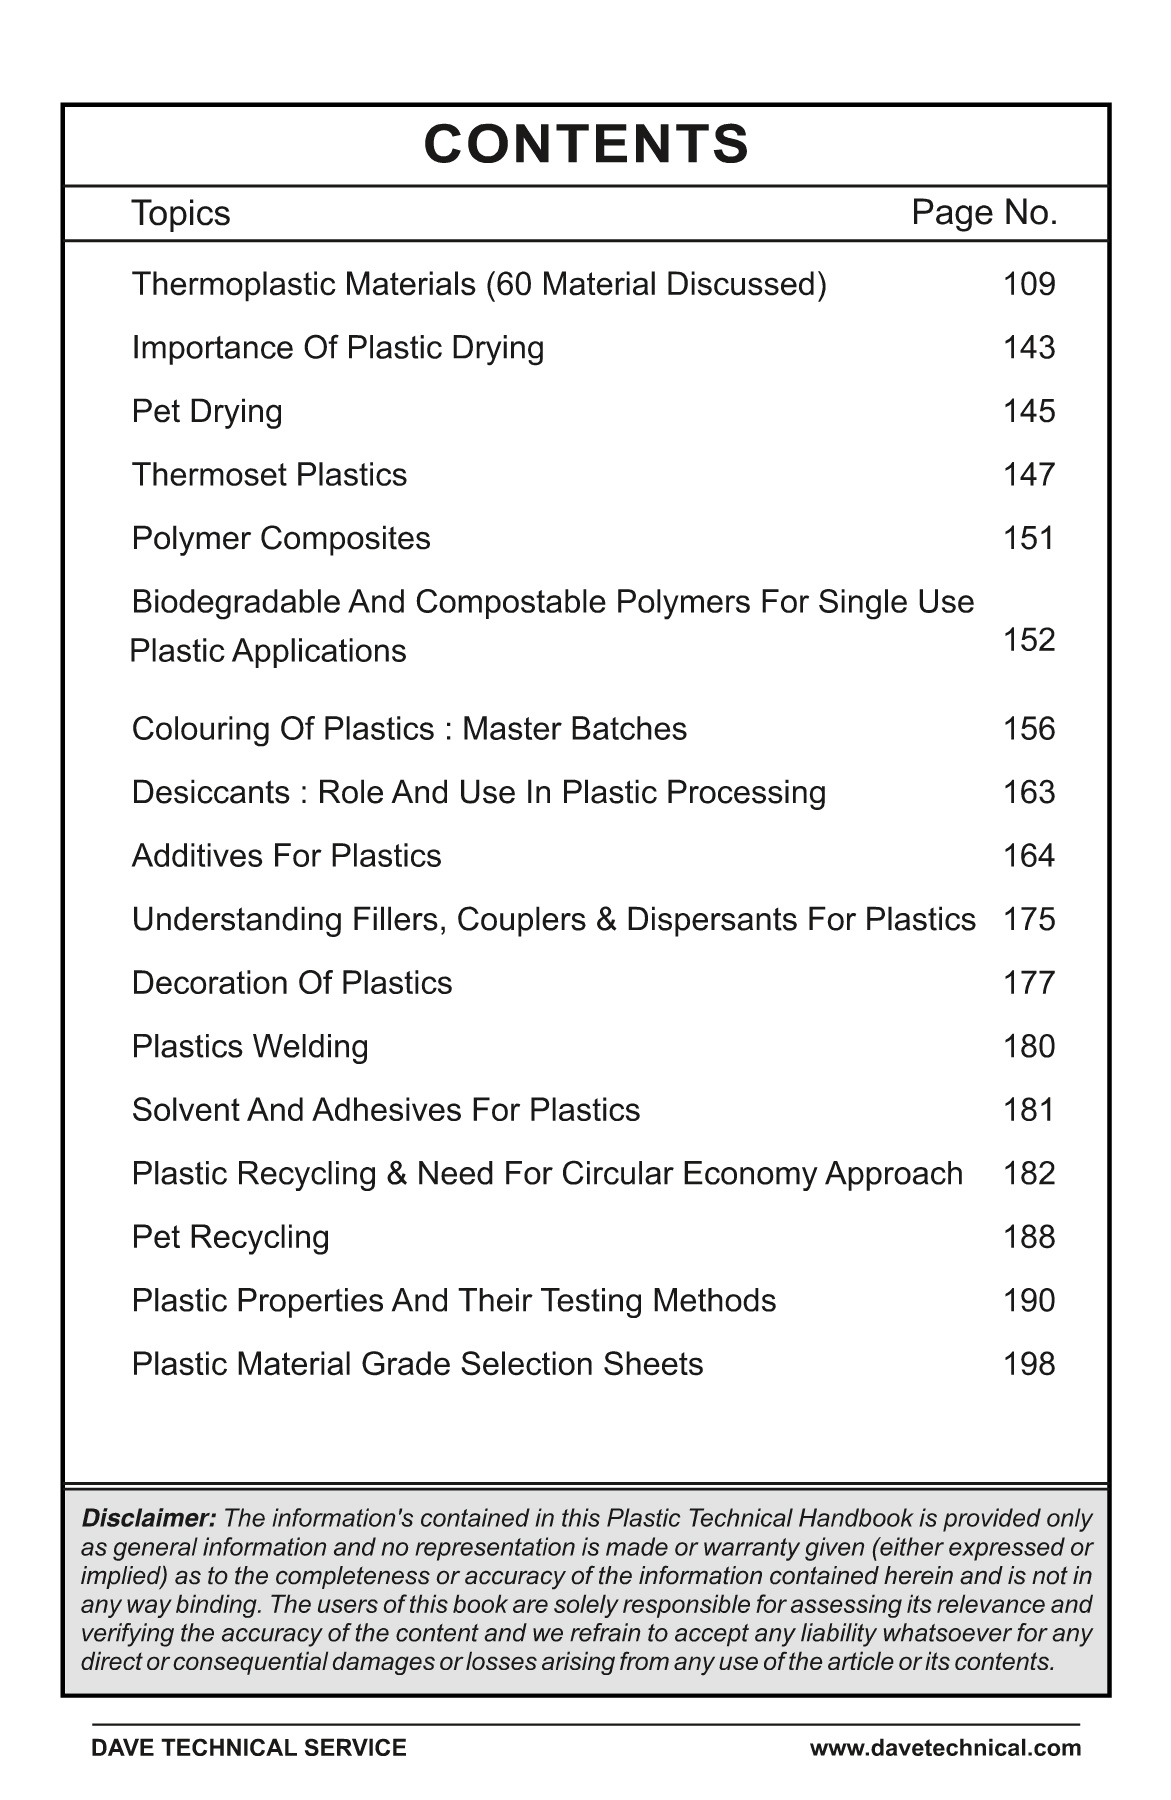 CONTENTS
Topics Page No.
Thermoplastic Materials (60 Material Discussed) 109
Importance Of Plastic Drying 143
Pet Drying 145
Thermoset Plastics 147
Polymer Composites 151
Biodegradable And Compostable Polymers For Single Use
Plastic Applications 152
Colouring Of Plastics : Master Batches 156
Desiccants : Role And Use In Plastic Processing 163
Additives For Plastics 164
Understanding Fillers, Couplers & Dispersants For Plastics 175
Decoration Of Plastics 177
Plastics Welding 180
Solvent And Adhesives For Plastics 181
Plastic Recycling & Need For Circular Economy Approach 182
Pet Recycling 188
Plastic Properties And Their Testing Methods 190
Plastic Material Grade Selection Sheets 198
Disclaimer: The information's contained in this Plastic Technical Handbook is provided only
as general information and no representation is made or warranty given (either expressed or
implied) as to the completeness or accuracy of the information contained herein and is not in
any way binding. The users of this book are solely responsible for assessing its relevance and
verifying the accuracy of the content and we refrain to accept any liability whatsoever for any
direct or consequential damages or losses arising from any use of the article or its contents.
DAVE TECHNICAL SERVICE www.davetechnical.com